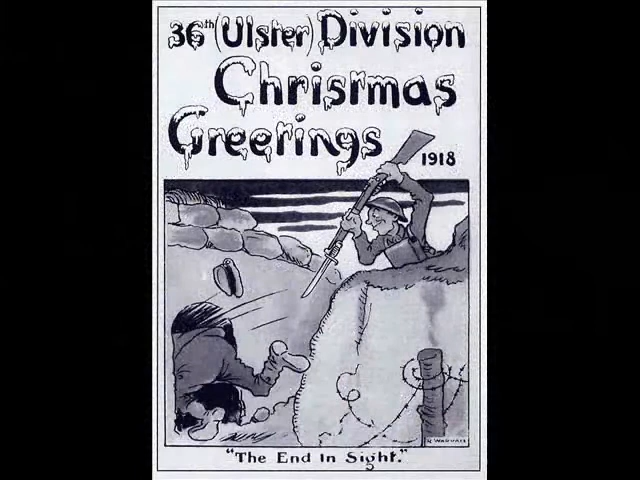 36th (Ulster) Division
Christmas
Greetings
1918
"The End in Sight."